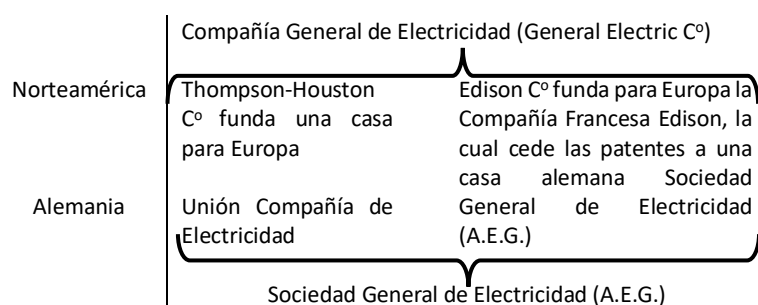 Compañía General de Electricidad (General Electric Cº)
Norteamérica
Thompson-Houston
Cº funda una casa
para Europa
Edison Cº funda para Europa la
Compañía Francesa Edison, la
cual cede las patentes a una
casa alemana Sociedad
General de Electricidad
(A.E.G.)
Alemania
Unión Compañía de
Electricidad
Sociedad General de Electricidad (A.E.G.)